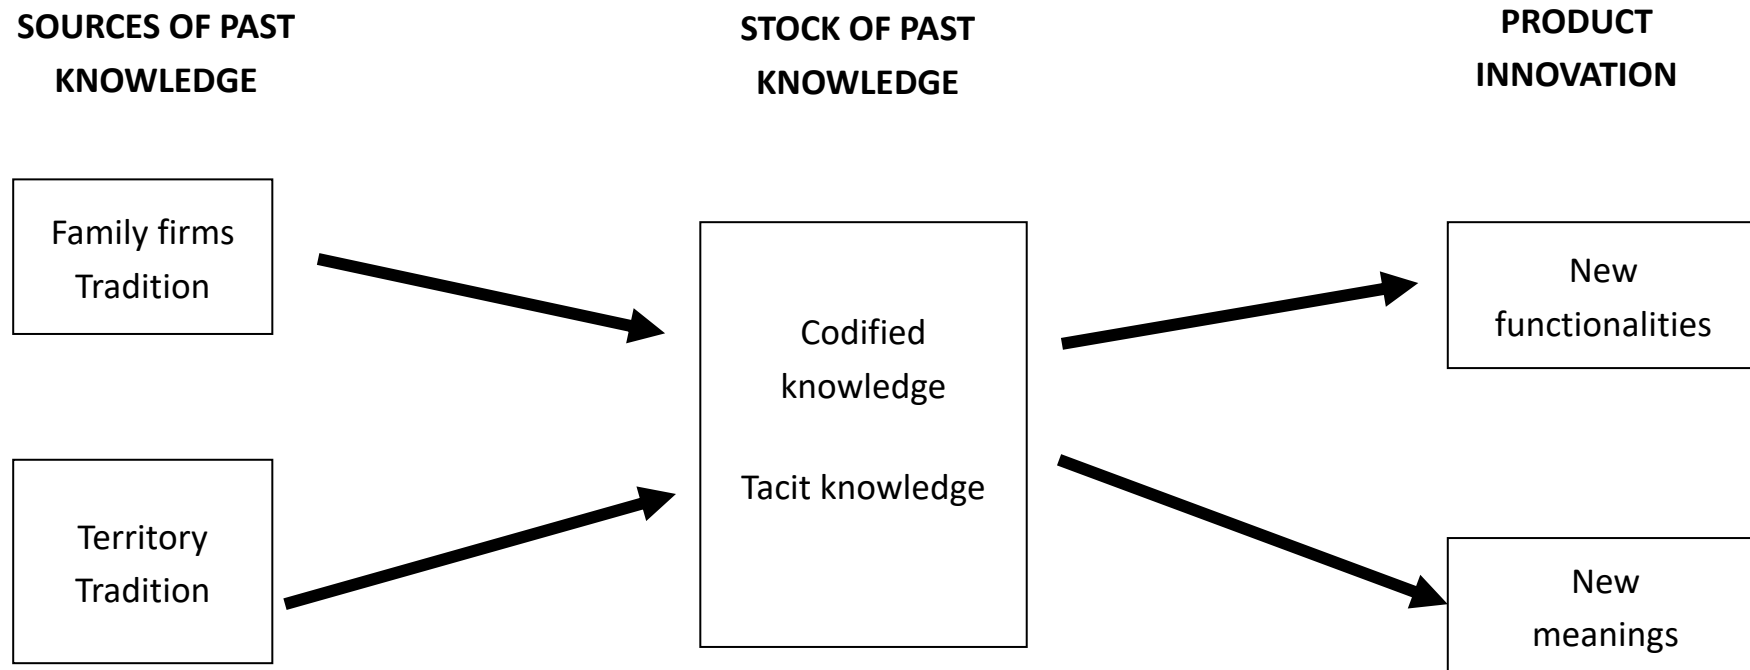 SOURCES OF PAST
KNOWLEDGE
STOCK OF PAST
KNOWLEDGE
PRODUCT
INNOVATION
Family firms
Tradition
Territory
Tradition
Codified
knowledge
Tacit knowledge
New
functionalities
New
meanings